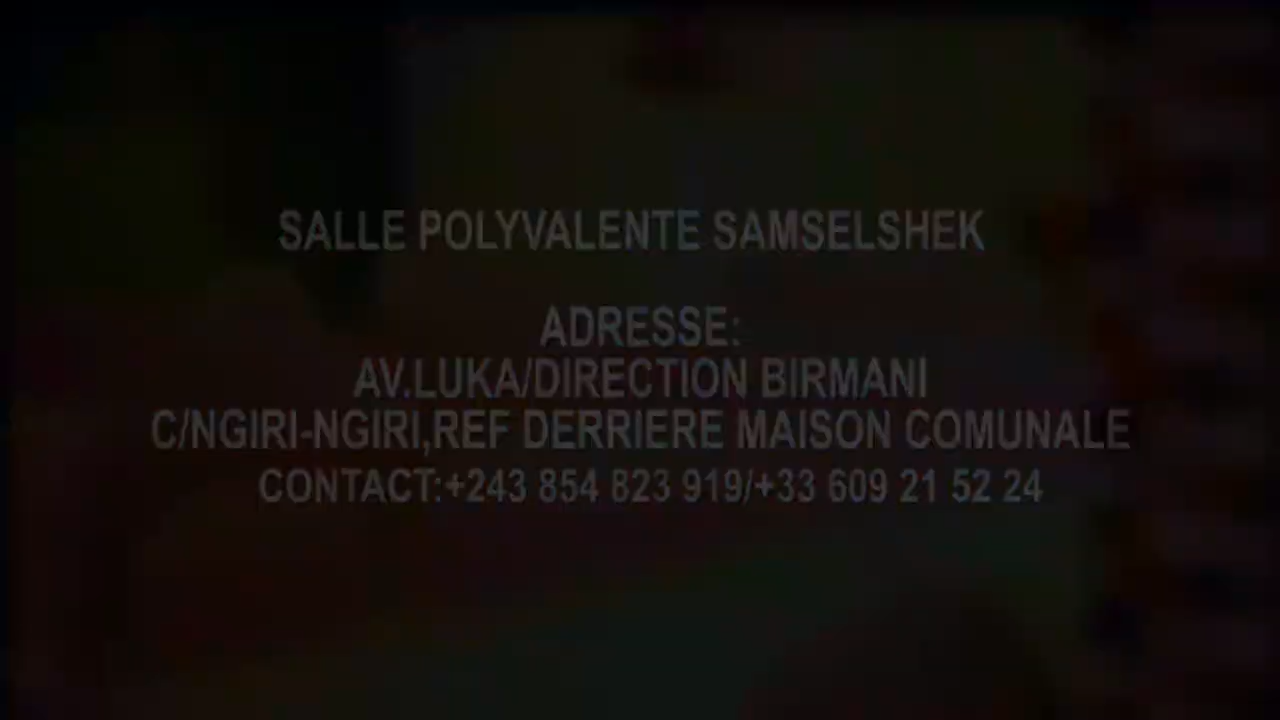 SALLE POLYVALENTE SAMSELSHEK
ADRESSE:
AV.LUKA/DIRECTION BIRMANI
C/NGIRI-NGIRI,REF DERRIERE MAISON COMUNALE
CONTACT:+243 854 823 919/+33 609 21 52 24